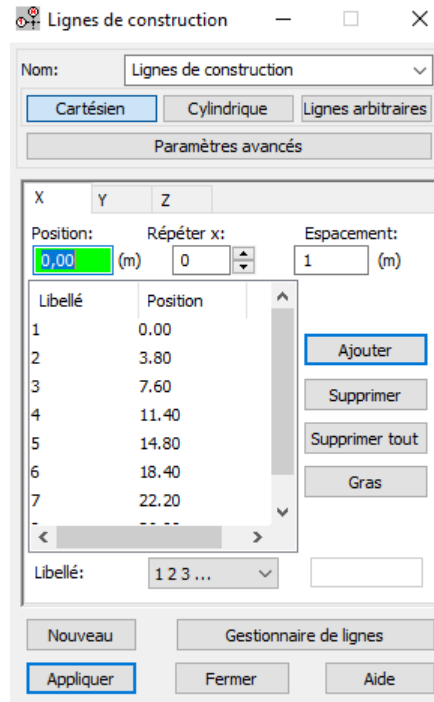 Lignes de construction
Nom: Lignes de construction
Cartésien Cylindrique Lignes arbitraires
Paramètres avancés
X Y Z
Position: Répéter x: Espacement:
0,00 (m) 0 1 (m)
Libellé Position
1 0.00
2 3.80
3 7.60
4 11.40
5 14.80
6 18.40
7 22.20
Ajouter
Supprimer
Supprimer tout
Gras
Libellé: 1 2 3 ...
Nouveau Gestionnaire de lignes
Appliquer Fermer Aide